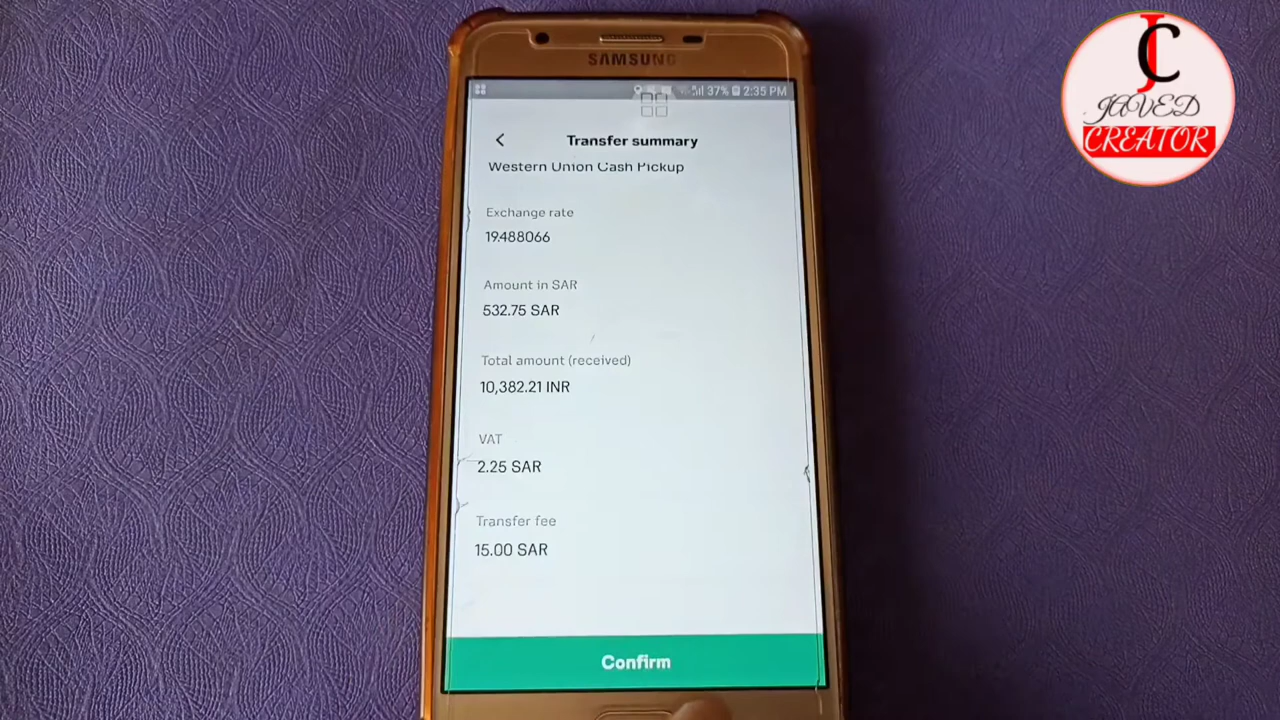 SAMSUNG
37% 2:35 PM
Transfer summary
Western Union Cash Pickup
Exchange rate
19.488066
Amount in SAR
532.75 SAR
Total amount (received)
10,382.21 INR
VAT
2.25 SAR
Transfer fee
15.00 SAR
Confirm
JC
JAVED
CREATOR